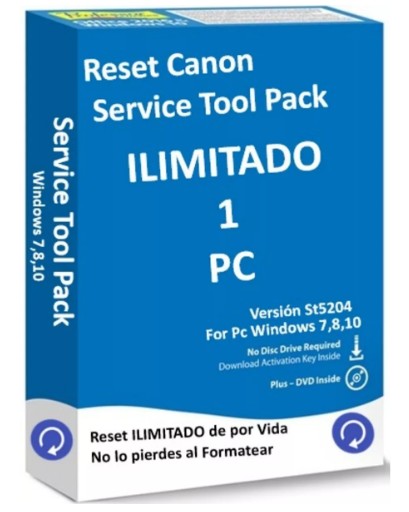 Reset Canon
Service Tool Pack
ILIMITADO
1
PC
Versión St5204
For Pc Windows 7,8,10
No Disc Drive Required
Download Activation Key Inside
Plus – DVD Inside
Reset ILIMITADO de por Vida
No lo pierdes al Formatear
Service Tool Pack
Windows 7,8,10